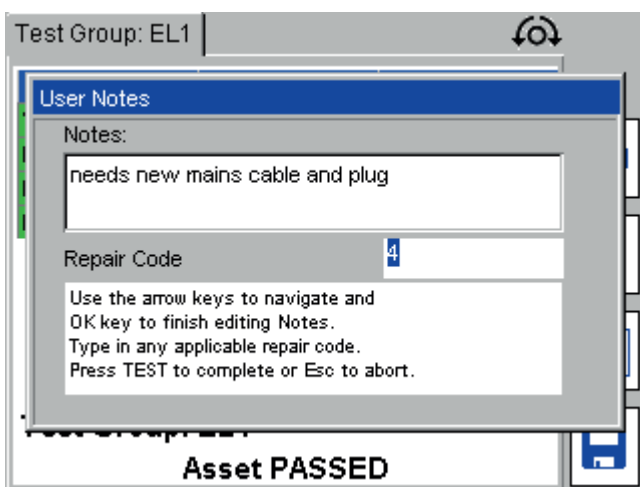 Test Group: EL1
User Notes
Notes:
needs new mains cable and plug
Repair Code
4
Use the arrow keys to navigate and
OK key to finish editing Notes.
Type in any applicable repair code.
Press TEST to complete or Esc to abort.
Asset PASSED